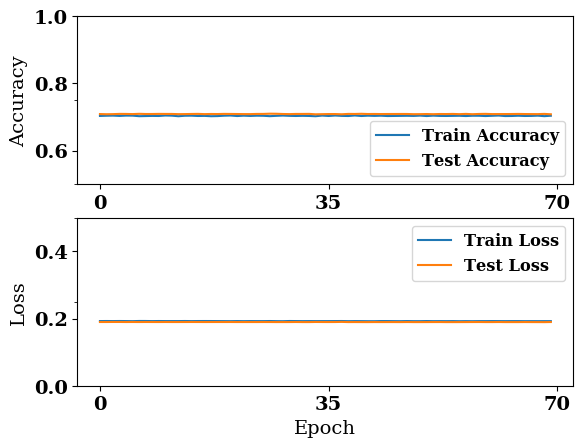 Accuracy
1.0
0.8
0.6
Train Accuracy
Test Accuracy
0 35 70
Loss
0.4
0.2
0.0
Train Loss
Test Loss
0 35 70
Epoch